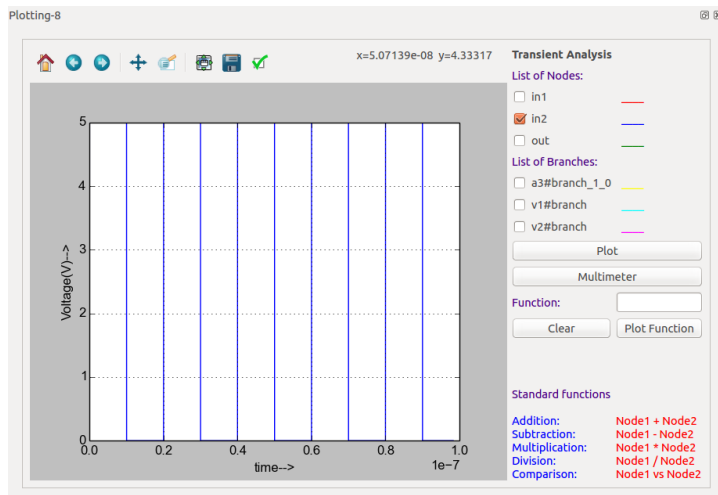 Plotting-8
x=5.07139e-08 y=4.33317
Transient Analysis
List of Nodes:
in1
in2
out
List of Branches:
a3#branch_1_0
v1#branch
v2#branch
Plot
Multimeter
Function:
Clear
Plot Function
Standard functions
Addition: Node1 + Node2
Subtraction: Node1 - Node2
Multiplication: Node1 * Node2
Division: Node1 / Node2
Comparison: Node1 vs Node2
5
4
3
2
1
0
Voltage(V)-->
0.0 0.2 0.4 0.6 0.8 1.0
time-->
1e−7